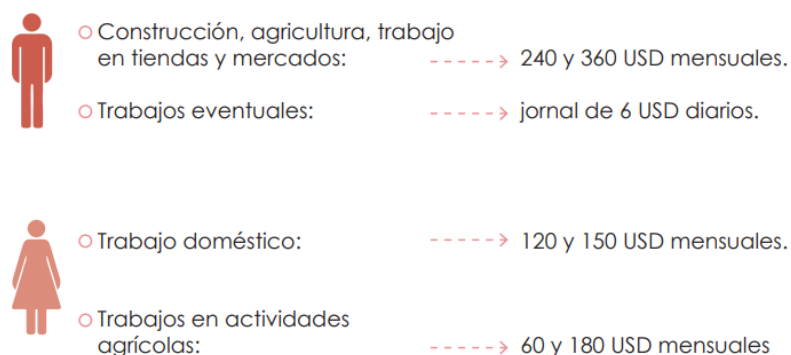 Construcción, agricultura, trabajo
en tiendas y mercados: 240 y 360 USD mensuales.
Trabajos eventuales: jornal de 6 USD diarios.
Trabajo doméstico: 120 y 150 USD mensuales.
Trabajos en actividades
agrícolas: 60 y 180 USD mensuales